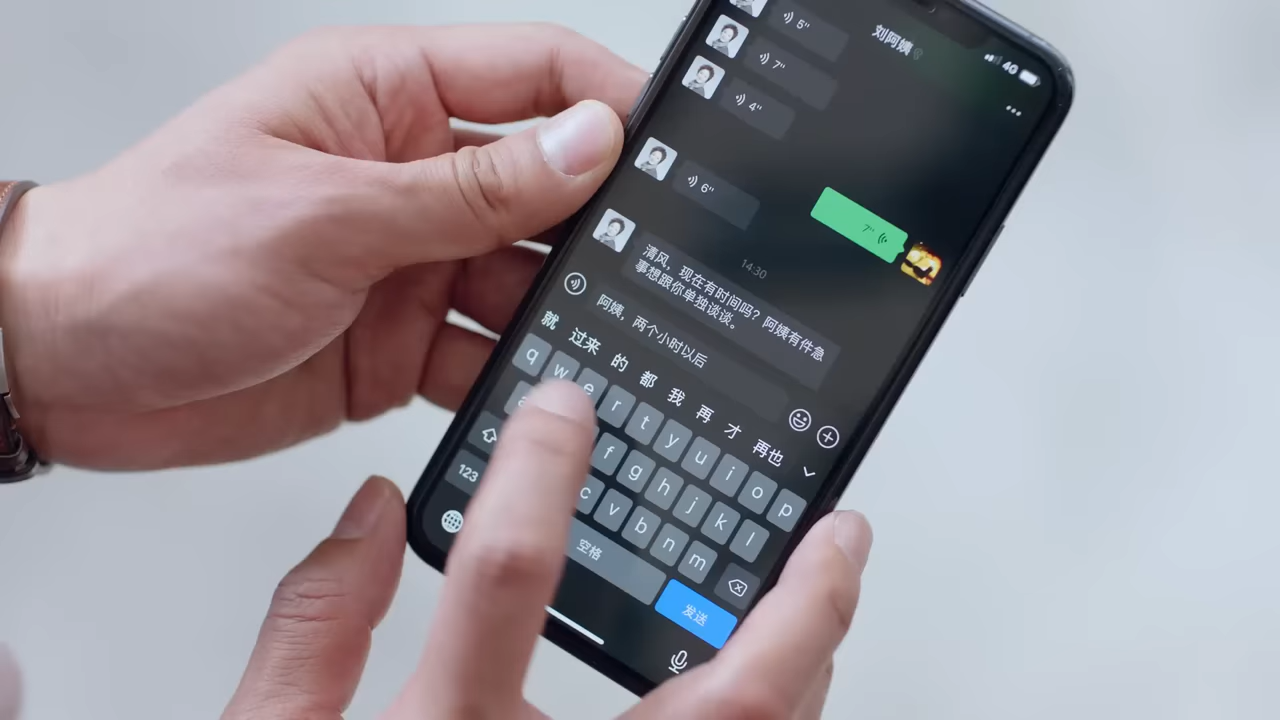 刘阿姨
4G
5"
7"
4"
6"
7"
14:30
清风，现在有时间吗？阿姨有件急
事想跟你单独谈谈。
阿姨，两个小时以后
就 过来 的 都 我 再 才 再也
q w e r t y u i o p
a f g h j k l
c v b n m
123
空格
发送